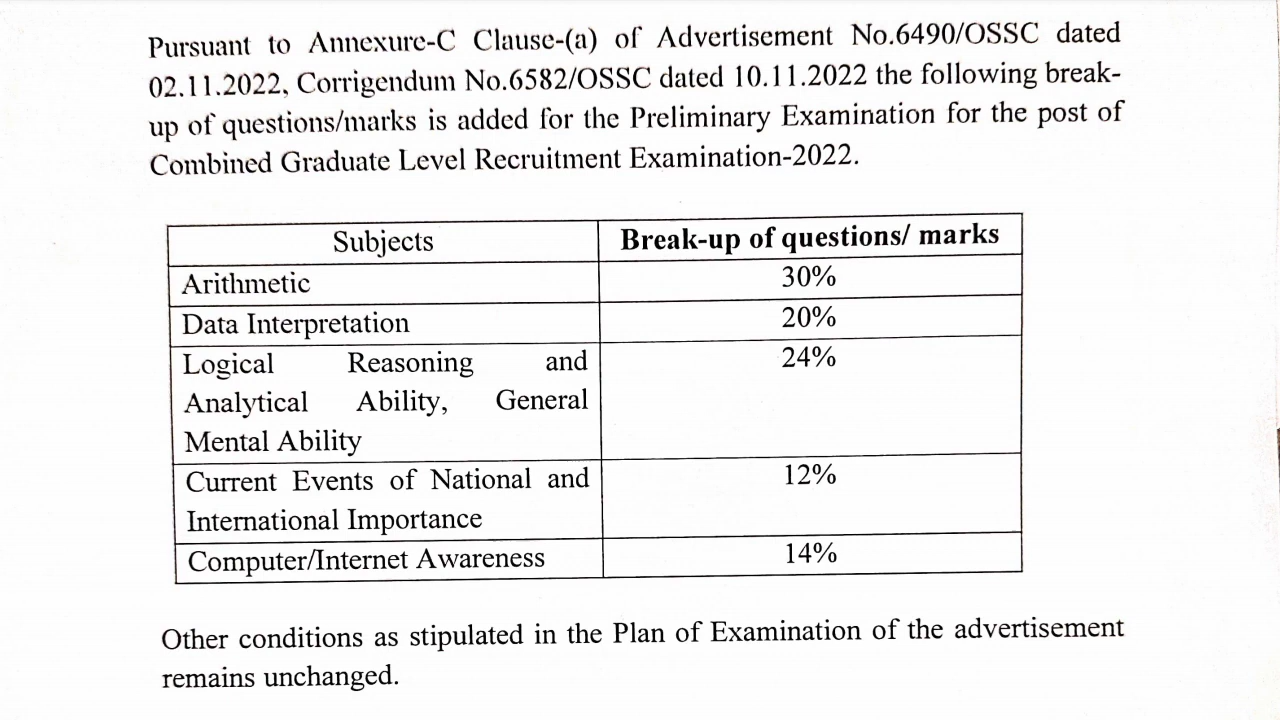 Pursuant to Annexure-C Clause-(a) of Advertisement No.6490/OSSC dated
02.11.2022, Corrigendum No.6582/OSSC dated 10.11.2022 the following break-
up of questions/marks is added for the Preliminary Examination for the post of
Combined Graduate Level Recruitment Examination-2022.
Subjects Break-up of questions/ marks
Arithmetic 30%
Data Interpretation 20%
Logical Reasoning and 24%
Analytical Ability, General
Mental Ability
Current Events of National and 12%
International Importance
Computer/Internet Awareness 14%
Other conditions as stipulated in the Plan of Examination of the advertisement
remains unchanged.